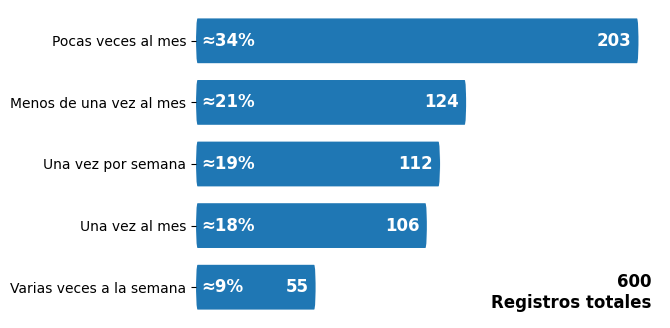 Pocas veces al mes ≈34% 203
Menos de una vez al mes ≈21% 124
Una vez por semana ≈19% 112
Una vez al mes ≈18% 106
Varias veces a la semana ≈9% 55
600
Registros totales